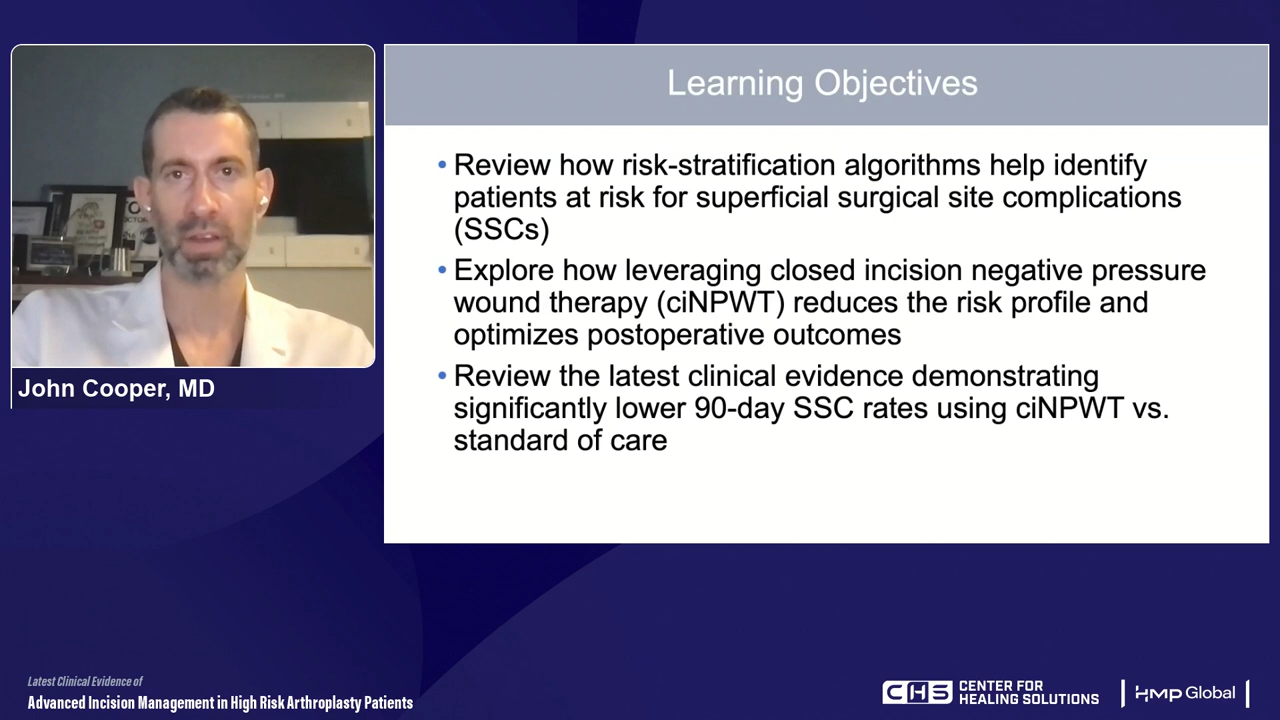 Learning Objectives
• Review how risk-stratification algorithms help identify
patients at risk for superficial surgical site complications
(SSCs)
• Explore how leveraging closed incision negative pressure
wound therapy (ciNPWT) reduces the risk profile and
optimizes postoperative outcomes
• Review the latest clinical evidence demonstrating
significantly lower 90-day SSC rates using ciNPWT vs.
standard of care
John Cooper, MD
Latest Clinical Evidence of
Advanced Incision Management in High Risk Arthroplasty Patients
CHS
CENTER FOR
HEALING SOLUTIONS
HMP Global